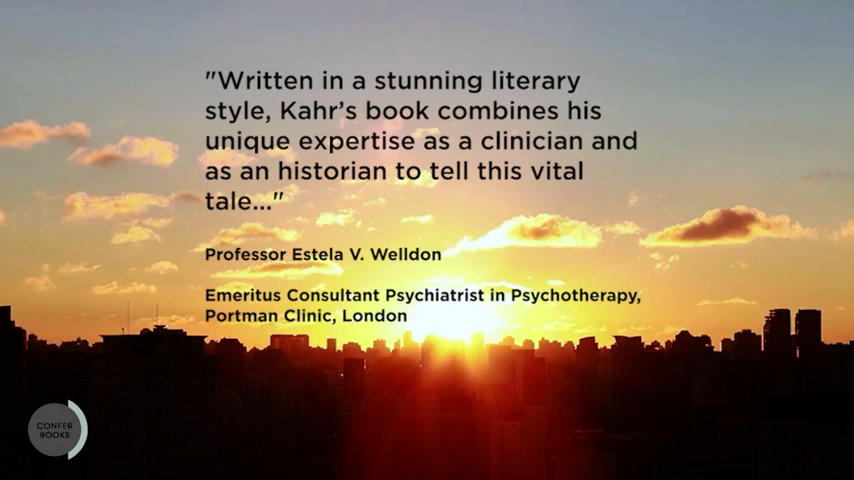 "Written in a stunning literary
style, Kahr’s book combines his
unique expertise as a clinician and
as an historian to tell this vital
tale..."
Professor Estela V. Welldon
Emeritus Consultant Psychiatrist in Psychotherapy,
Portman Clinic, London
CONFER
BOOKS